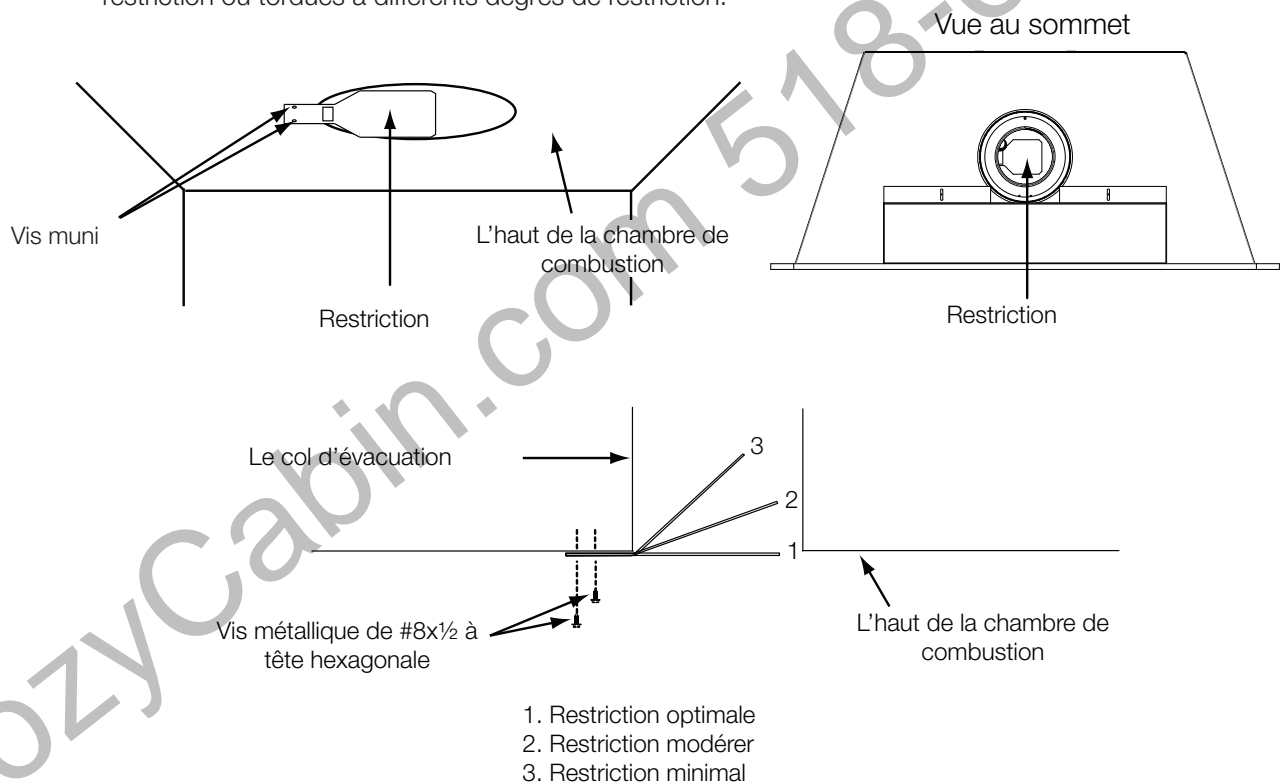 restriction ou tordues à différents degrés de restriction.
Vue au sommet
Vis muni
L'haut de la chambre de
combustion
Restriction
Restriction
Le col d'évacuation
3
2
1
Vis métallique de #8x½ à
tête hexagonale
L'haut de la chambre de
combustion
1. Restriction optimale
2. Restriction modérer
3. Restriction minimal
ozyCabin.com 518-